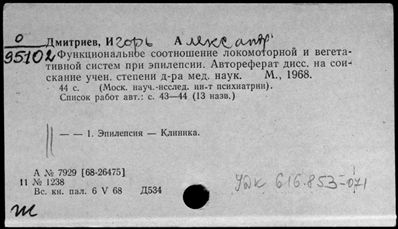 0
95102
Дмитриев, Игорь Александр.
Функциональное соотношение локомоторной и вегета-
тивной систем при эпилепсии. Автореферат дисс. на сои-
скание учен. степени д-ра мед. наук. М., 1968.
44 с. (Моск. науч.-исслед. ин-т психиатрии).
Список работ авт.: с. 43—44 (13 назв.)
— — 1. Эпилепсия — Клиника.
А № 7929 [68-26475]
11 № 1238
Вс. кн. пал. 6 V 68 Д534
УДК 616.853-071